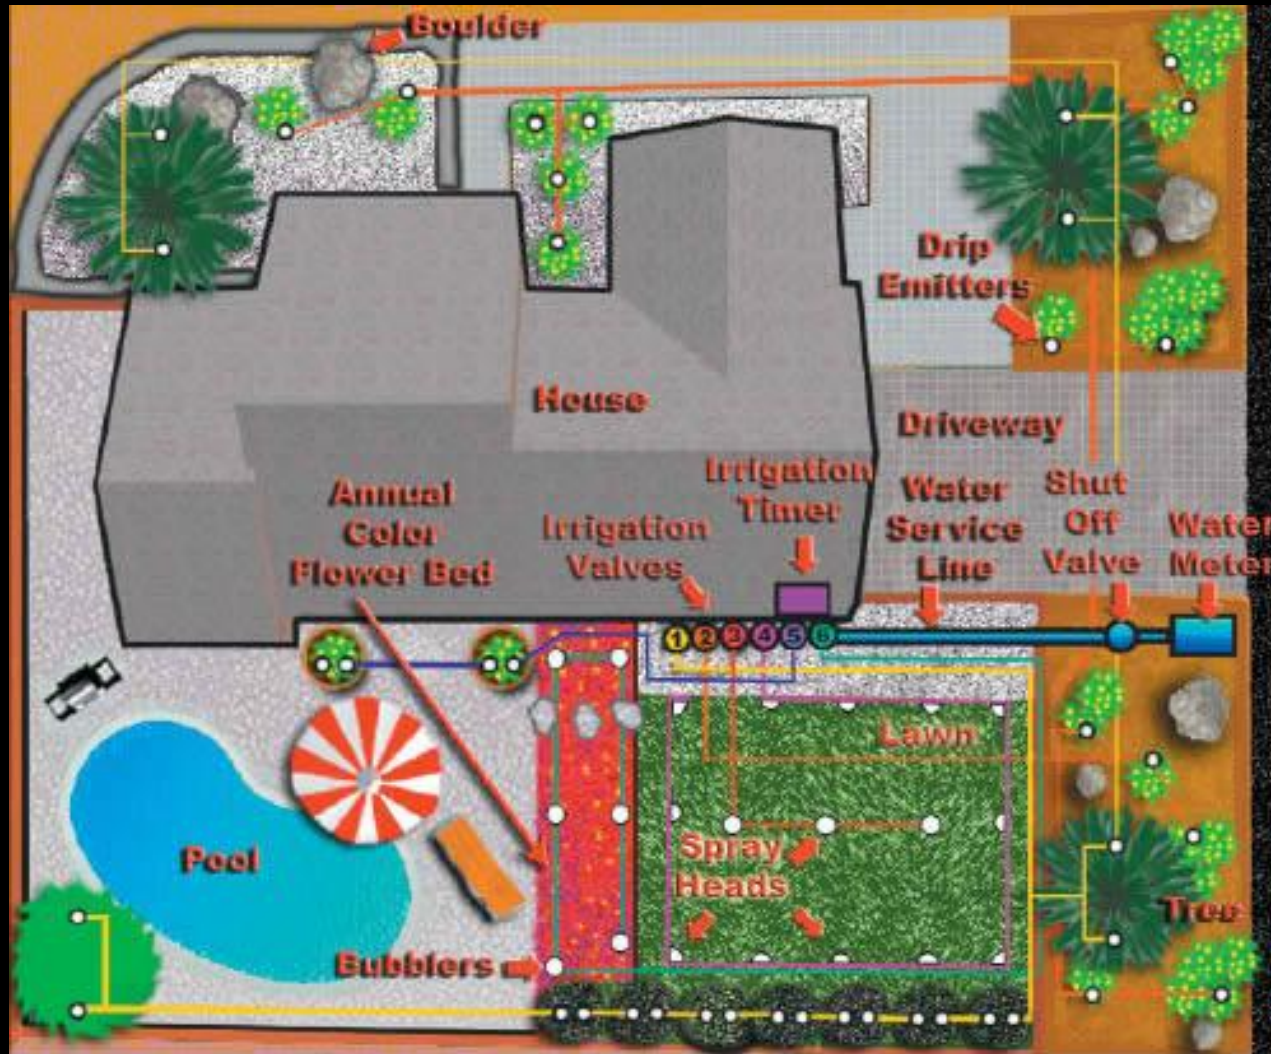 Boulder
Drip
Emitters
House
Driveway
Annual
Color
Flower Bed
Irrigation
Valves
Irrigation
Timer
Water
Service
Line
Shut
Off
Valve
Water
Meter
1 2 3 4 5 6
Lawn
Pool
Spray
Heads
Tree
Bubblers